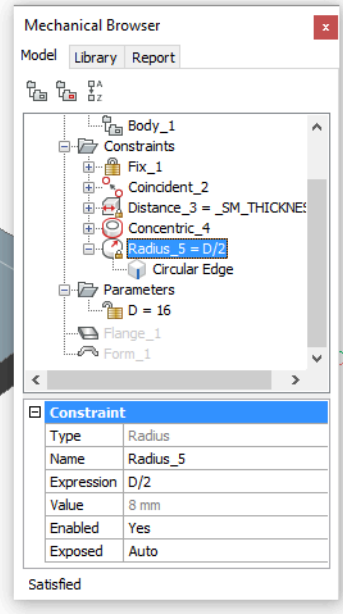 Mechanical Browser
x
Model Library Report
A
Z
Body_1
Constraints
Fix_1
Coincident_2
Distance_3 = _SM_THICKNES
Concentric_4
Radius_5 = D/2
Circular Edge
Parameters
D = 16
Flange_1
Form_1
Constraint
Type Radius
Name Radius_5
Expression D/2
Value 8 mm
Enabled Yes
Exposed Auto
Satisfied